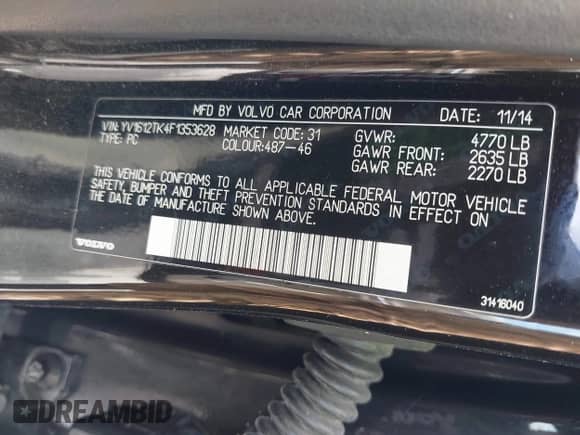 MFD BY VOLVO CAR CORPORATION DATE: 11/14
VIN: YV1612TK4F1353628 MARKET CODE: 31 GVWR: 4770 LB
TYPE: PC COLOUR:487-46 GAWR FRONT: 2635 LB
GAWR REAR: 2270 LB
THIS VEHICLE CONFORMS TO ALL APPLICABLE FEDERAL MOTOR VEHICLE
SAFETY, BUMPER AND THEFT PREVENTION STANDARDS IN EFFECT ON
THE DATE OF MANUFACTURE SHOWN ABOVE.
VOLVO
31416040
DREAMBID